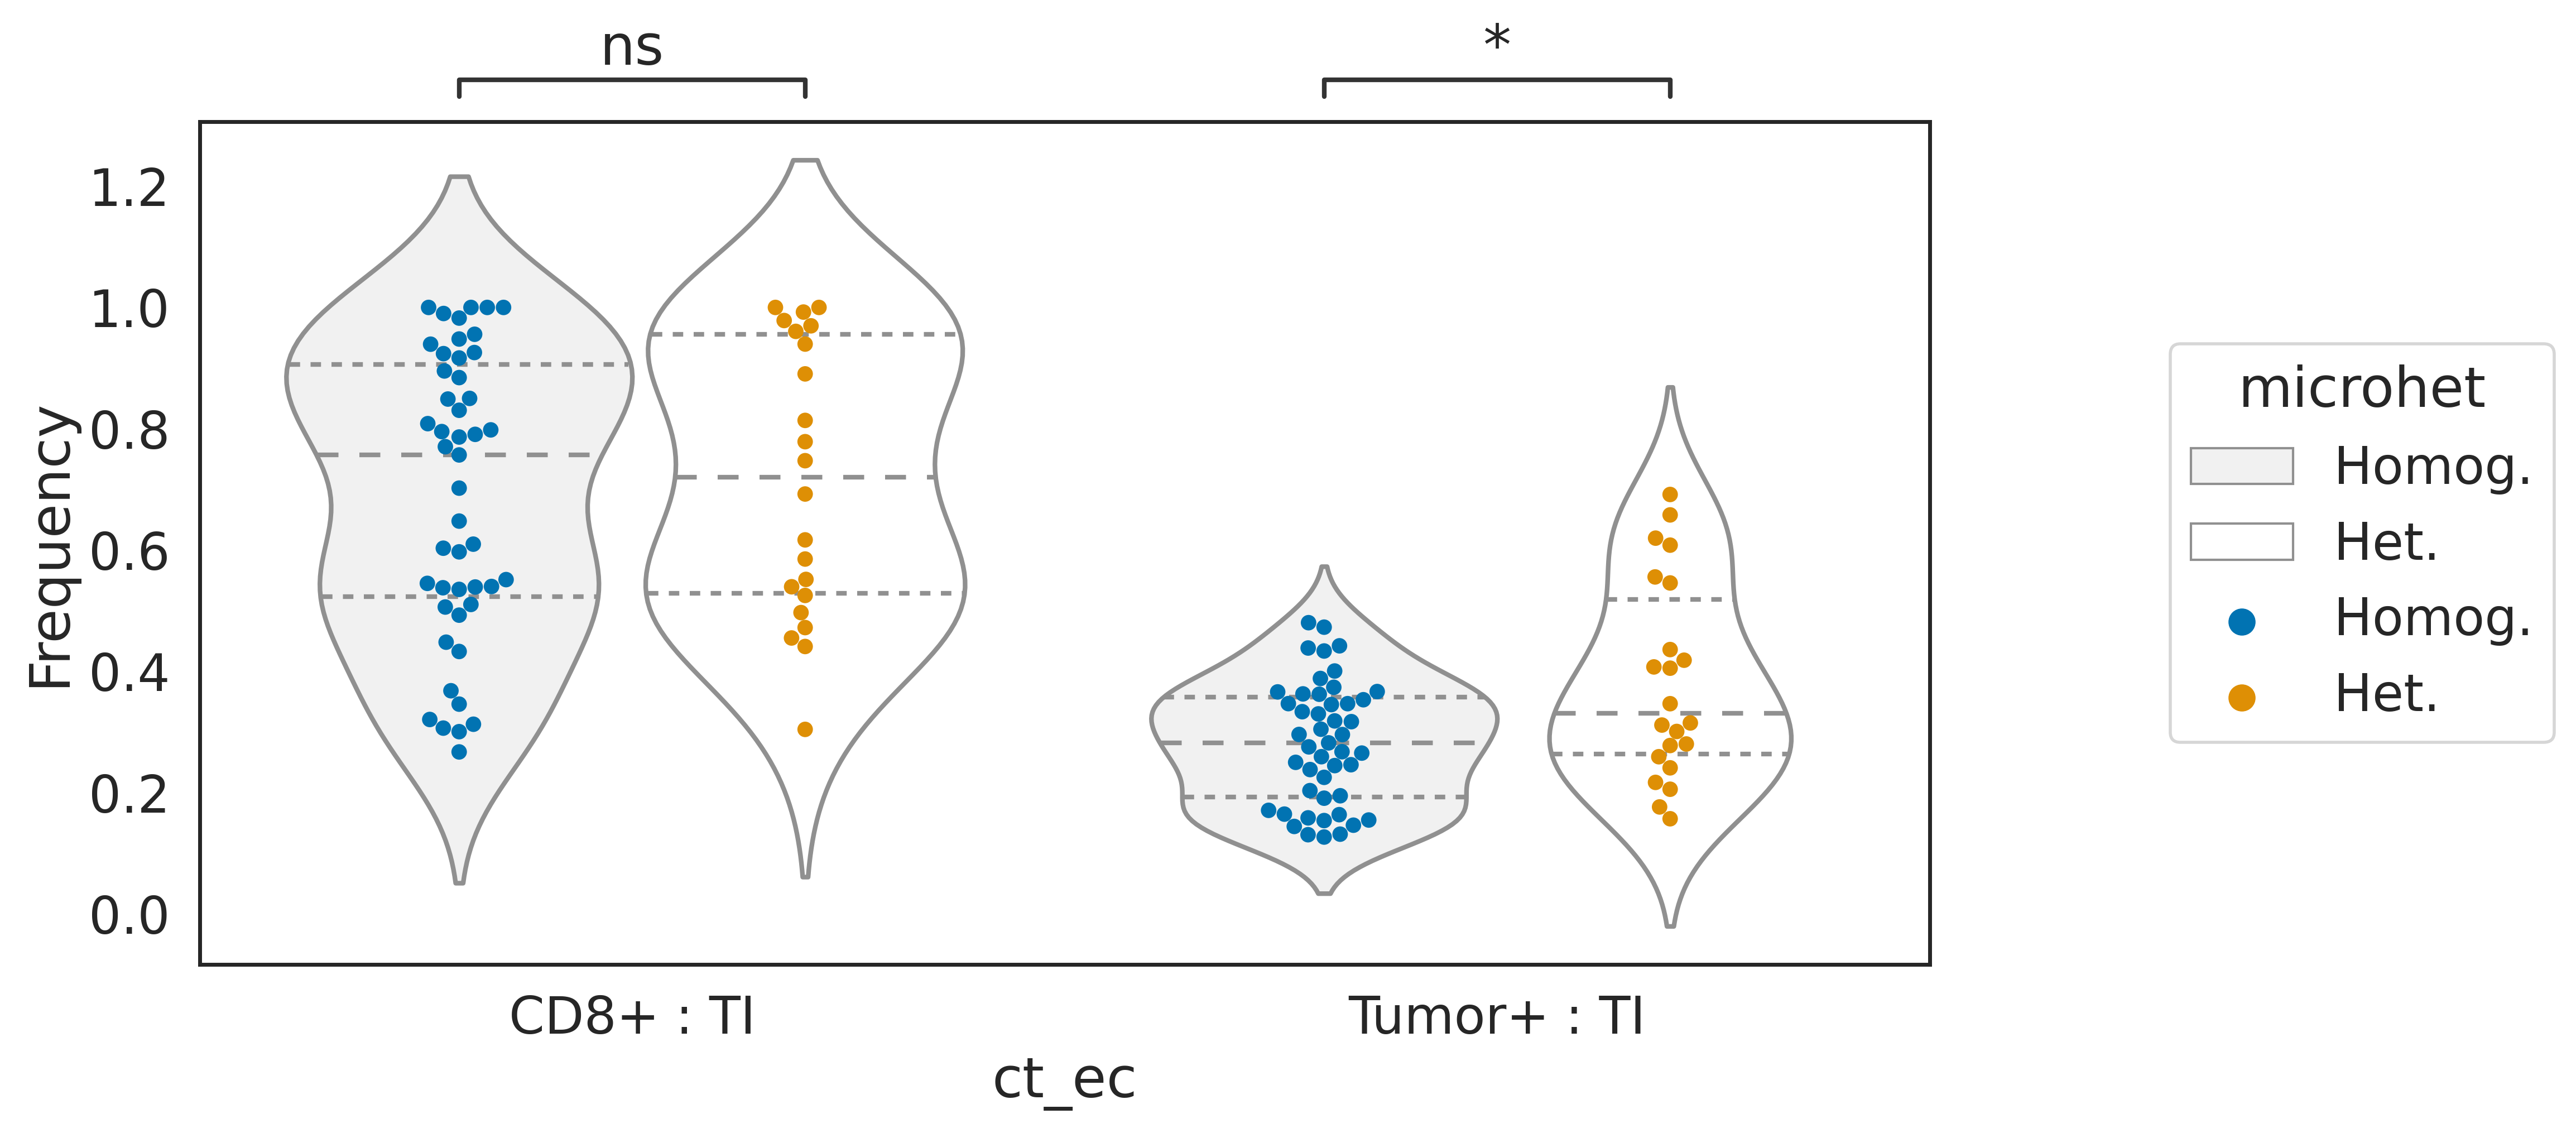 ns
*
1.2
1.0
0.8
0.6
0.4
0.2
0.0
Frequency
CD8+ : TI
Tumor+ : TI
ct_ec
microhet
Homog.
Het.
Homog.
Het.